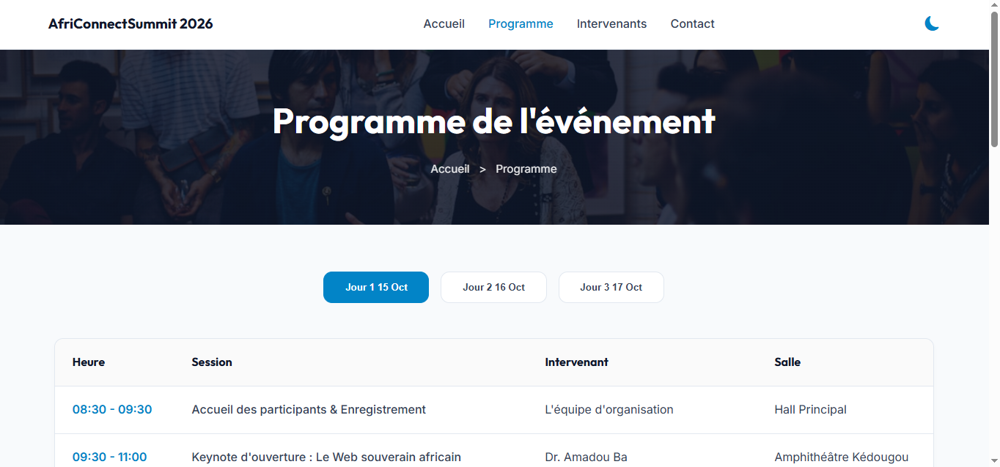 AfriConnectSummit 2026 Accueil Programme Intervenants Contact
Programme de l'événement
Accueil > Programme
Jour 1 15 Oct Jour 2 16 Oct Jour 3 17 Oct
Heure Session Intervenant Salle
08:30 - 09:30 Accueil des participants & Enregistrement L'équipe d'organisation Hall Principal
09:30 - 11:00 Keynote d'ouverture : Le Web souverain africain Dr. Amadou Ba Amphithéâtre Kédougou